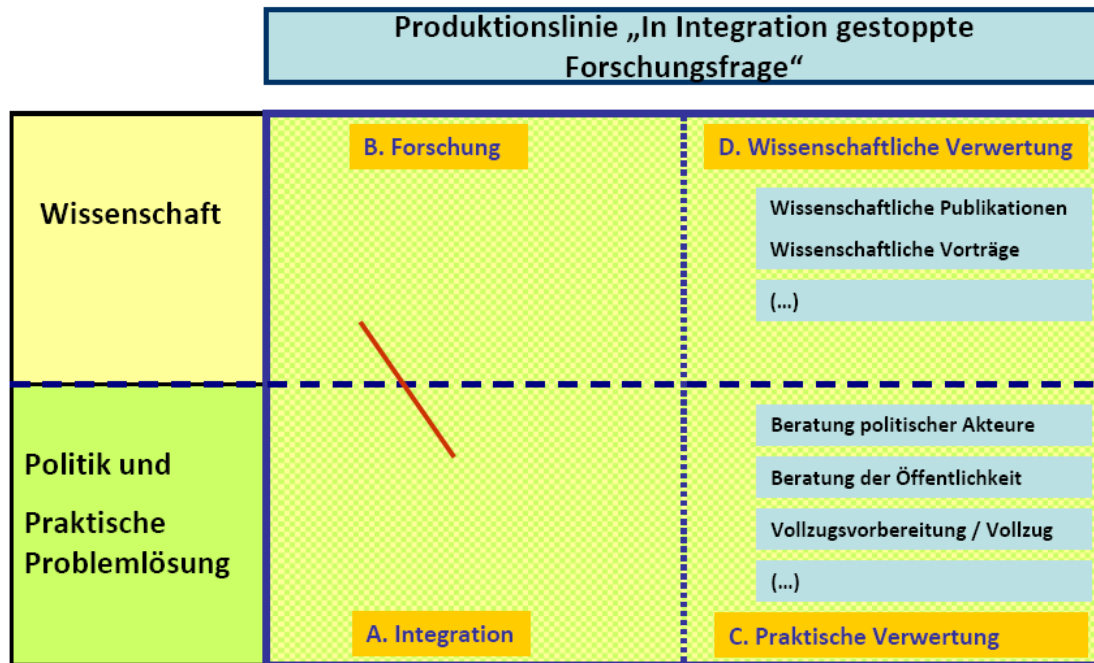 Produktionslinie „In Integration gestoppte
Forschungsfrage“
B. Forschung
D. Wissenschaftliche Verwertung
Wissenschaft
Wissenschaftliche Publikationen
Wissenschaftliche Vorträge
(...)
Politik und
Praktische
Problemlösung
Beratung politischer Akteure
Beratung der Öffentlichkeit
Vollzugsvorbereitung / Vollzug
(...)
A. Integration
C. Praktische Verwertung